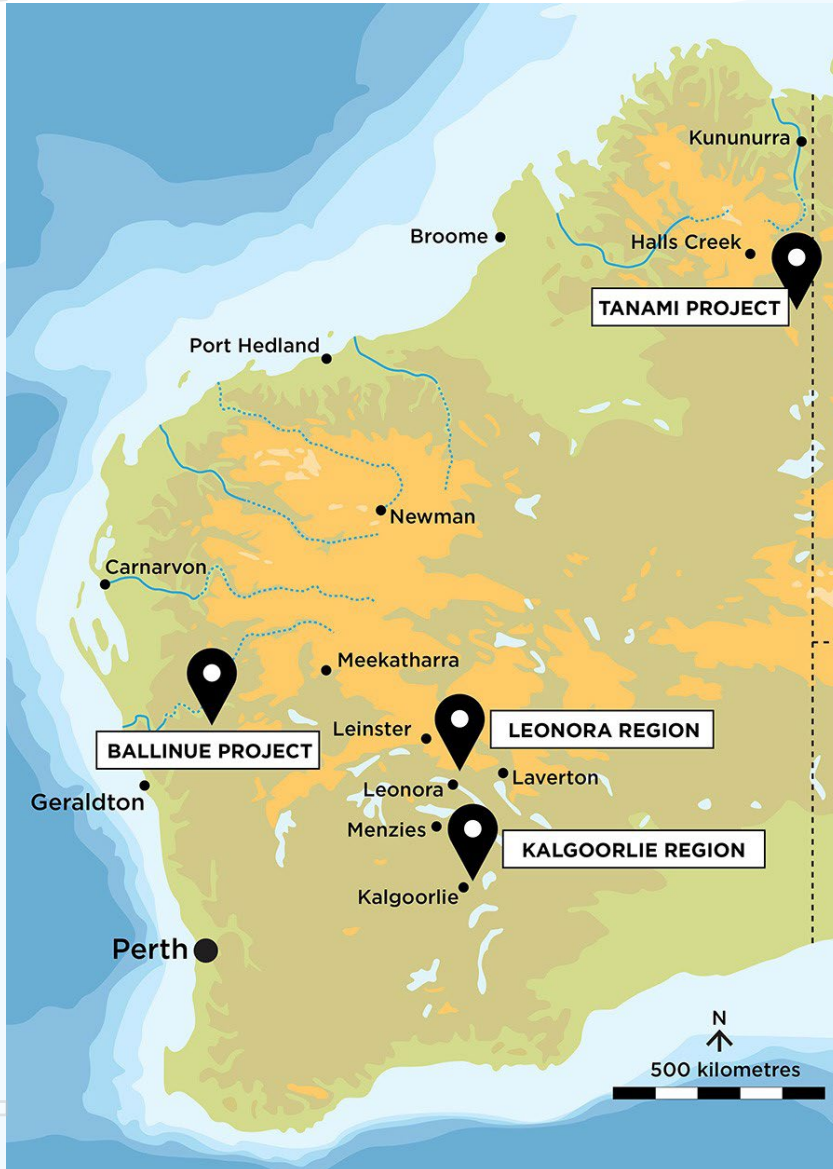 Kununurra
Broome
Halls Creek
TANAMI PROJECT
Port Hedland
Newman
Carnarvon
Meekatharra
Leinster
LEONORA REGION
BALLINUE PROJECT
Laverton
Leonora
Geraldton
Menzies
KALGOORLIE REGION
Kalgoorlie
Perth
N
500 kilometres